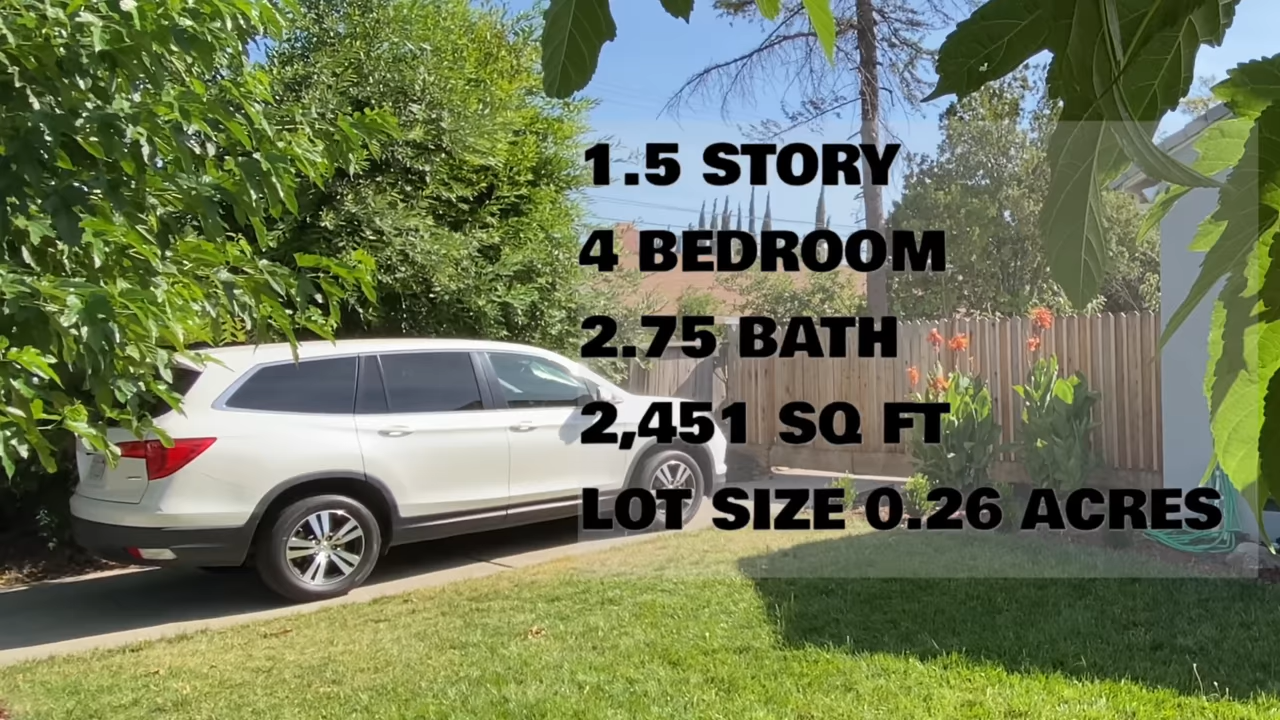 1.5 STORY
4 BEDROOM
2.75 BATH
2,451 SQ FT
LOT SIZE 0.26 ACRES